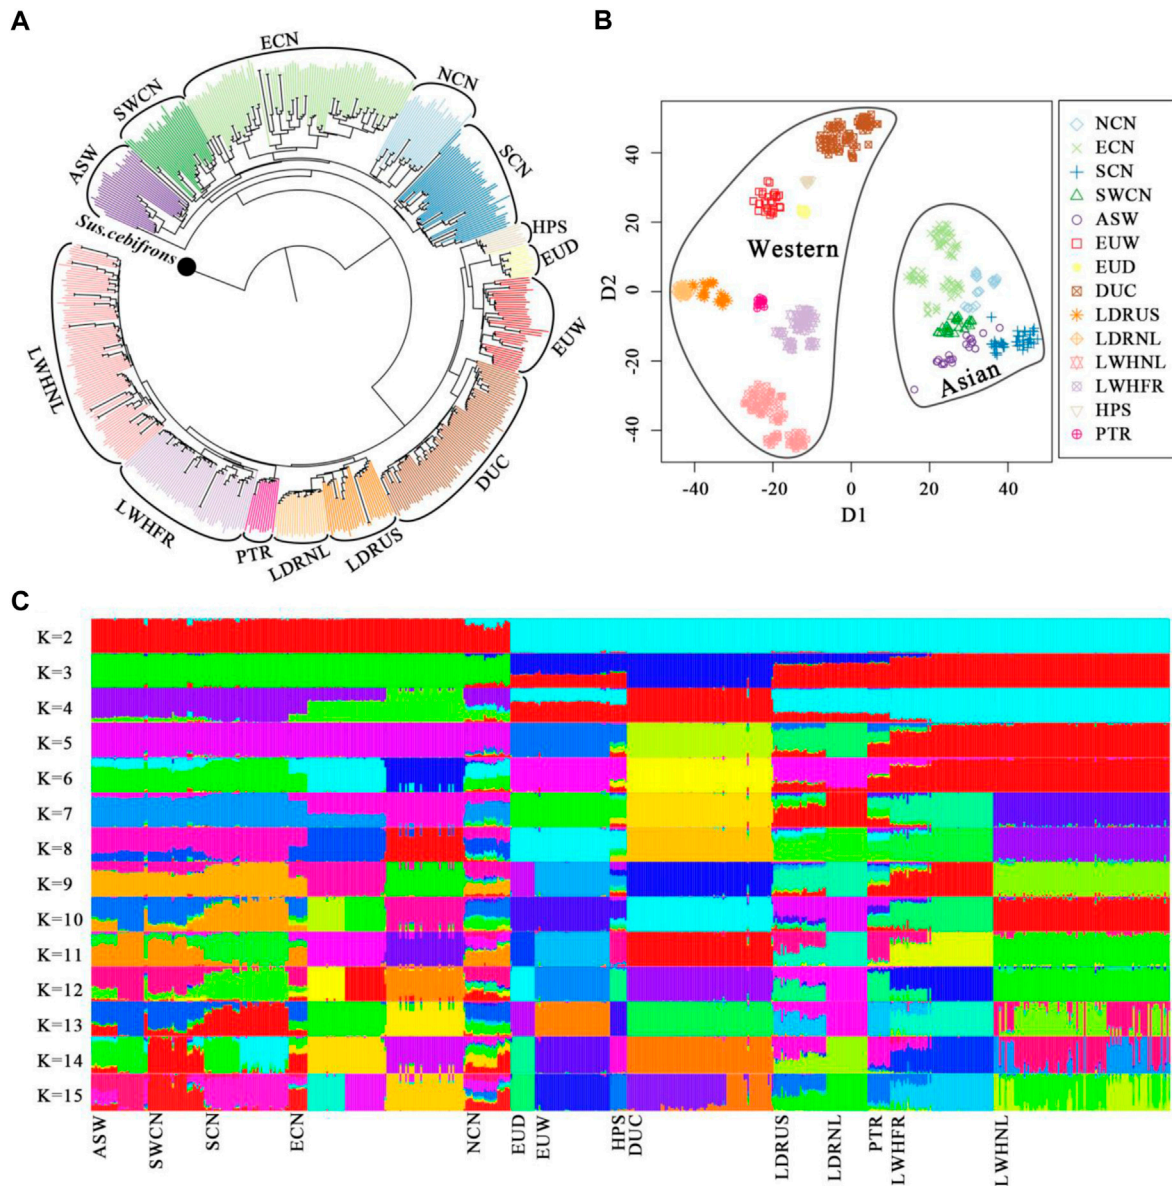 A
ECN
NCN
SWCN
SCN
ASW
Sus.cebifrons
HPS
EUD
EUW
LWHNL
DUC
LWHFR
PTR
LDRNL
LDRUS
B
40
20
0
-20
-40
D2
Western
Asian
-40
-20
0
20
40
D1
NCN
ECN
SCN
SWCN
ASW
EUW
EUD
DUC
LDRUS
LDRNL
LWHNL
LWHFR
HPS
PTR
C
K=2
K=3
K=4
K=5
K=6
K=7
K=8
K=9
K=10
K=11
K=12
K=13
K=14
K=15
ASW
SWCN
SCN
ECN
NCN
EUD
EUW
HPS
DUC
LDRUS
LDRNL
PTR
LWHFR
LWHNL